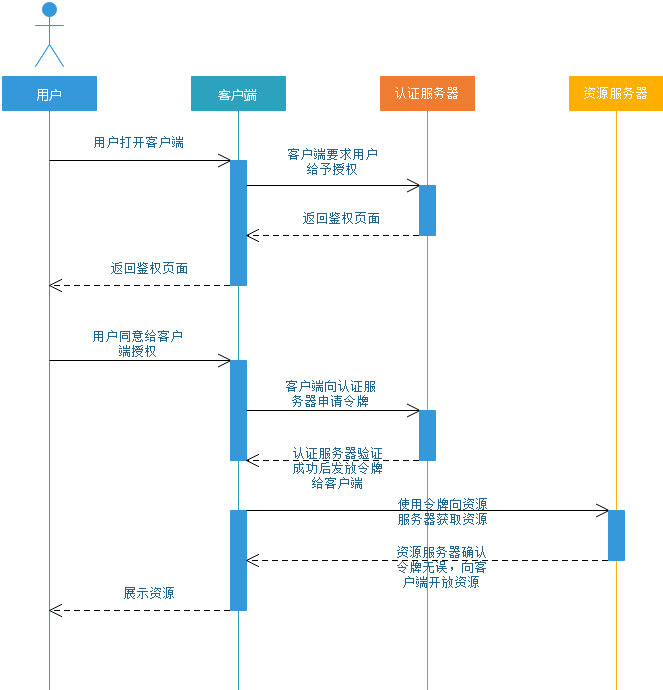 用户
客户端
认证服务器
资源服务器
用户打开客户端
客户端要求用户
给予授权
返回鉴权页面
返回鉴权页面
用户同意给客户
端授权
客户端向认证服
务器申请令牌
认证服务器验证
成功后发放令牌
给客户端
使用令牌向资源
服务器获取资源
资源服务器确认
令牌无误，向客
户端开放资源
展示资源